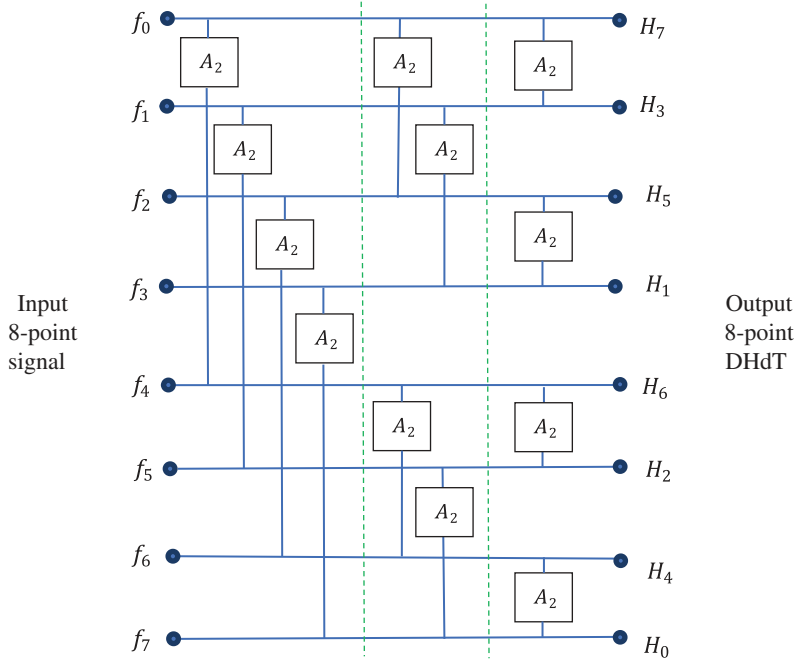 f₀ H₇
A₂ A₂ A₂
f₁ H₃
A₂ A₂
f₂ H₅
A₂ A₂
f₃ H₁
Input
8-point
signal
Output
8-point
DHdT
A₂
f₄ H₆
A₂ A₂
f₅ H₂
A₂
f₆ H₄
A₂
f₇ H₀